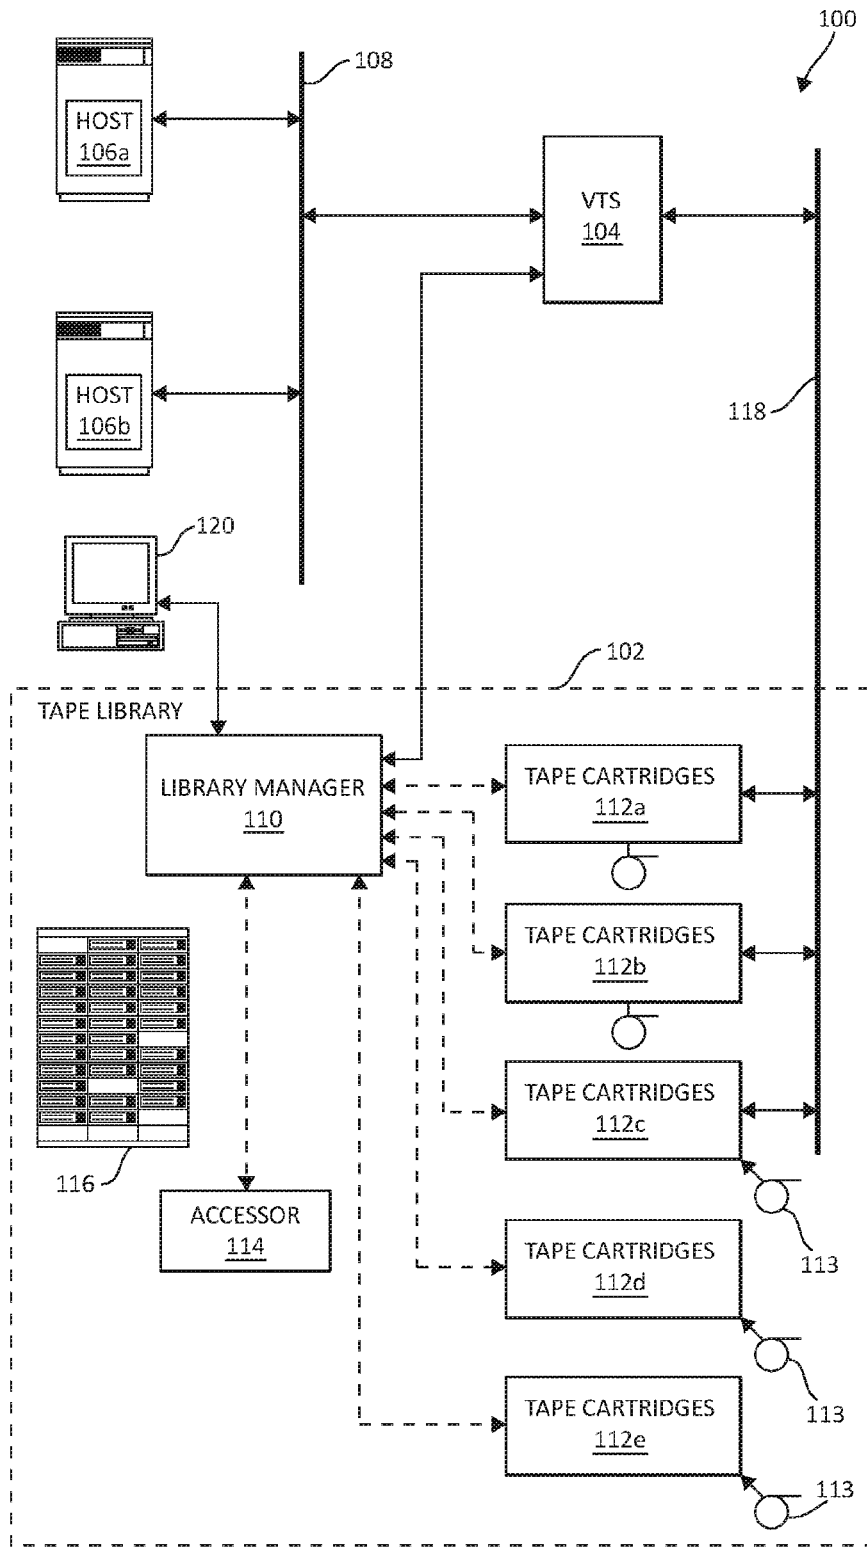 100
108
HOST
106a
VTS
104
HOST
106b
118
120
102
TAPE LIBRARY
LIBRARY MANAGER
110
TAPE CARTRIDGES
112a
TAPE CARTRIDGES
112b
TAPE CARTRIDGES
112c
116
ACCESSOR
114
113
TAPE CARTRIDGES
112d
113
TAPE CARTRIDGES
112e
113